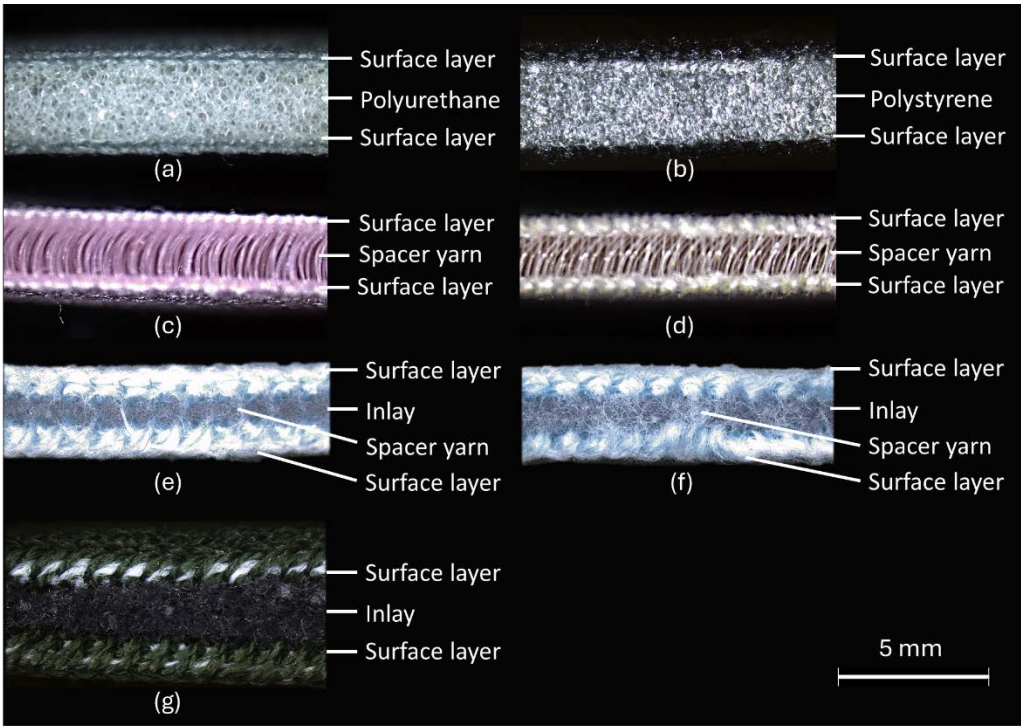 Surface layer
Polyurethane
Surface layer
(a)
Surface layer
Polystyrene
Surface layer
(b)
Surface layer
Spacer yarn
Surface layer
(c)
Surface layer
Spacer yarn
Surface layer
(d)
Surface layer
Inlay
Spacer yarn
Surface layer
(e)
Surface layer
Inlay
Spacer yarn
Surface layer
(f)
Surface layer
Inlay
Surface layer
(g)
5 mm